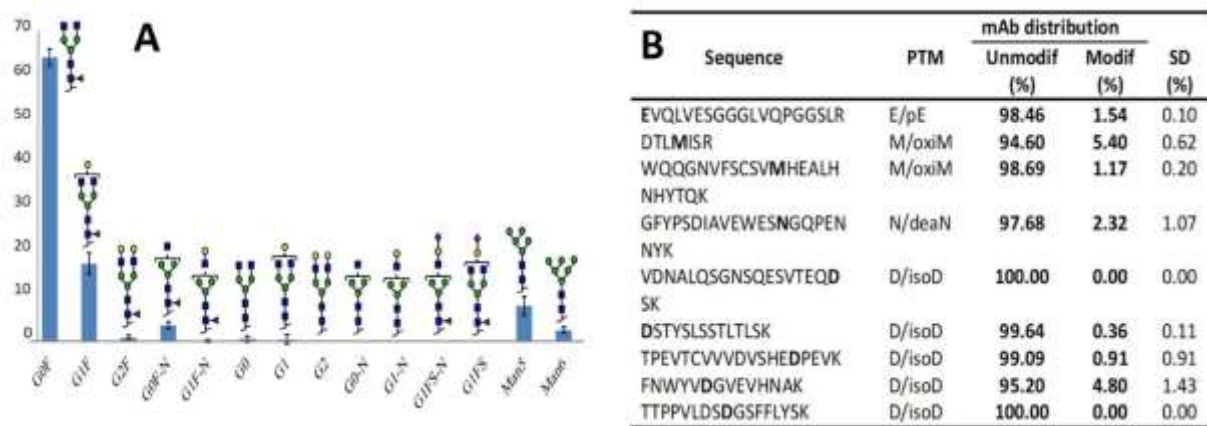 A
70
60
50
40
30
20
10
0
G0F
G1F
G2F
G0F-N
G1F-N
G0
G1
G2
G0-N
G1-N
G1FS-N
G1FS
Man5
Man6
B
mAb distribution
Sequence PTM Unmodif Modif SD
(%) (%) (%)
EVQLVESGGGLVQPGGSLR E/pE 98.46 1.54 0.10
DTLMISR M/oxiM 94.60 5.40 0.62
WQQGNVFSCSVMHEALH M/oxiM 98.69 1.17 0.20
NHYTQK
GFYPSDIAVEWESNGQPEN N/deaN 97.68 2.32 1.07
NYK
VDNALQSGNSQESVTEQD D/isoD 100.00 0.00 0.00
SK
DSTYSLSSTLTLSK D/isoD 99.64 0.36 0.11
TPEVTCVVVDVSHEDPEVK D/isoD 99.09 0.91 0.91
FNWYVDGVEVHNAK D/isoD 95.20 4.80 1.43
TTPPVLDSDGSFFLYSK D/isoD 100.00 0.00 0.00